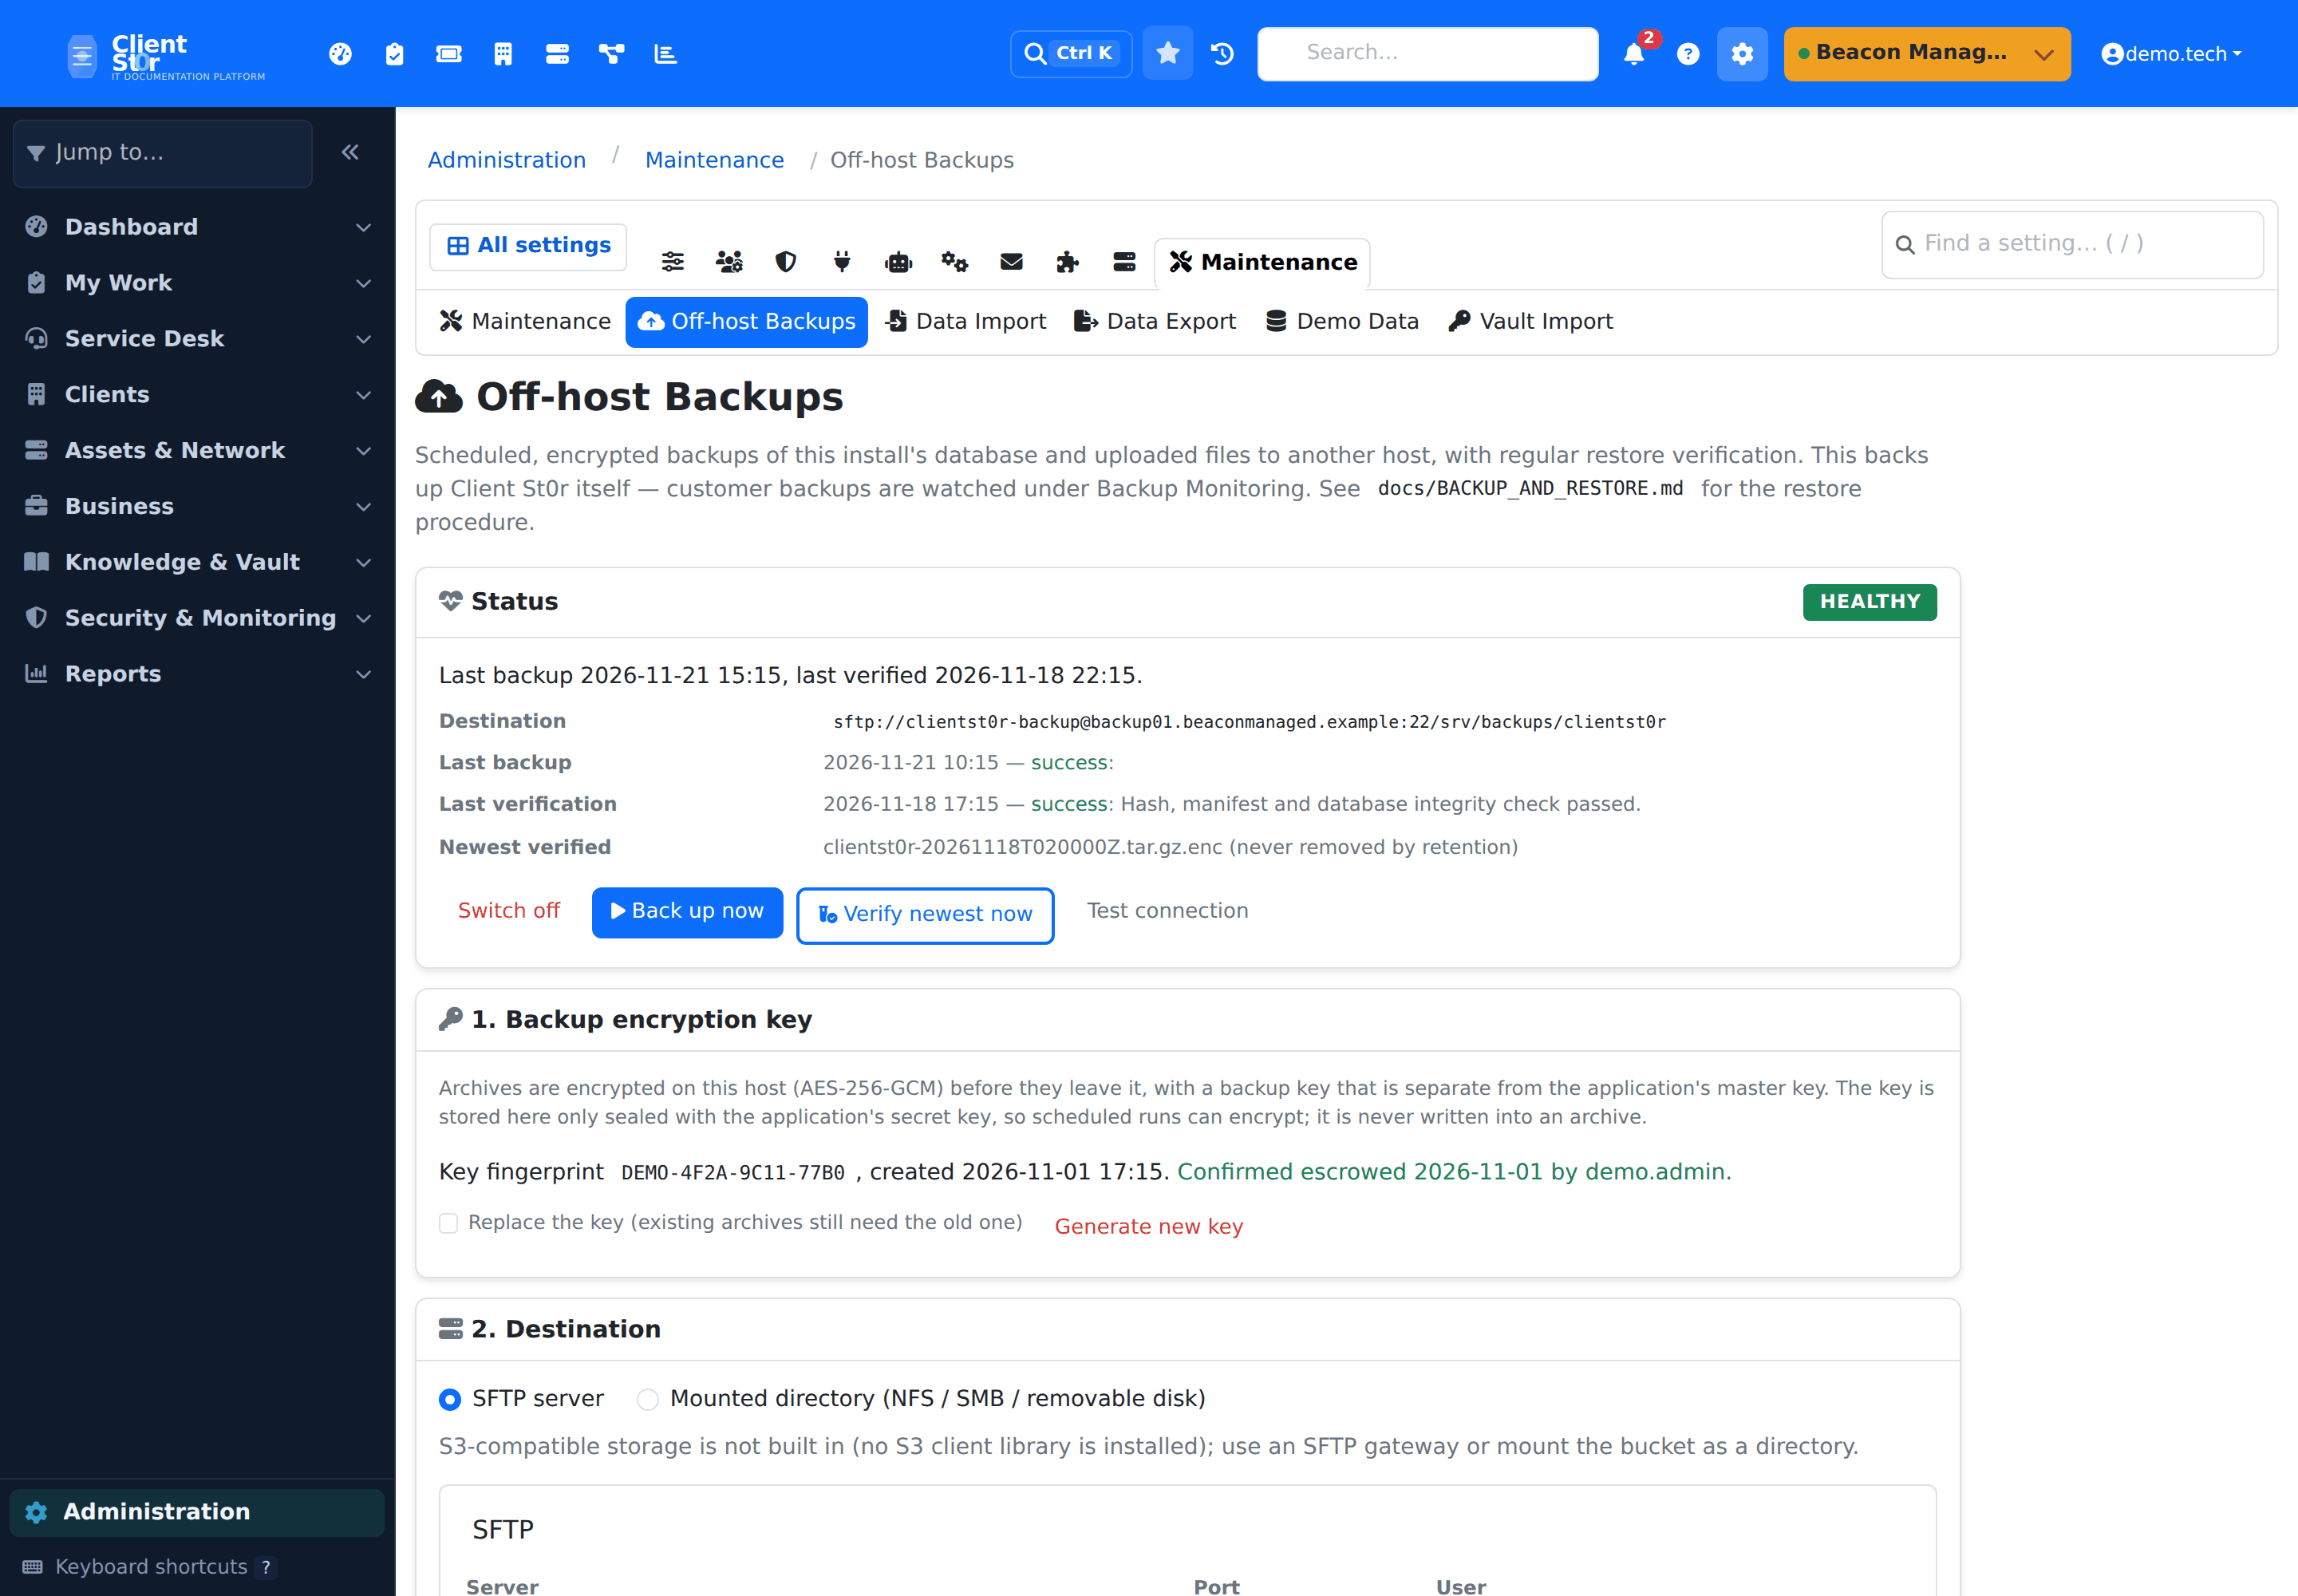 Client
St0r
IT DOCUMENTATION PLATFORM
Ctrl K
Search...
2
Beacon Manag...
demo.tech
Jump to...
Dashboard
My Work
Service Desk
Clients
Assets & Network
Business
Knowledge & Vault
Security & Monitoring
Reports
Administration
Keyboard shortcuts ?
Administration / Maintenance / Off-host Backups
All settings
Maintenance
Find a setting... ( / )
Maintenance
Off-host Backups
Data Import
Data Export
Demo Data
Vault Import
Off-host Backups
Scheduled, encrypted backups of this install's database and uploaded files to another host, with regular restore verification. This backs
up Client St0r itself — customer backups are watched under Backup Monitoring. See docs/BACKUP_AND_RESTORE.md for the restore
procedure.
Status
HEALTHY
Last backup 2026-11-21 15:15, last verified 2026-11-18 22:15.
Destination sftp://clientst0r-backup@backup01.beaconmanaged.example:22/srv/backups/clientst0r
Last backup 2026-11-21 10:15 — success:
Last verification 2026-11-18 17:15 — success: Hash, manifest and database integrity check passed.
Newest verified clientst0r-20261118T020000Z.tar.gz.enc (never removed by retention)
Switch off
Back up now
Verify newest now
Test connection
1. Backup encryption key
Archives are encrypted on this host (AES-256-GCM) before they leave it, with a backup key that is separate from the application's master key. The key is
stored here only sealed with the application's secret key, so scheduled runs can encrypt; it is never written into an archive.
Key fingerprint DEMO-4F2A-9C11-77B0 , created 2026-11-01 17:15. Confirmed escrowed 2026-11-01 by demo.admin.
Replace the key (existing archives still need the old one)
Generate new key
2. Destination
SFTP server
Mounted directory (NFS / SMB / removable disk)
S3-compatible storage is not built in (no S3 client library is installed); use an SFTP gateway or mount the bucket as a directory.
SFTP
Server
Port
User